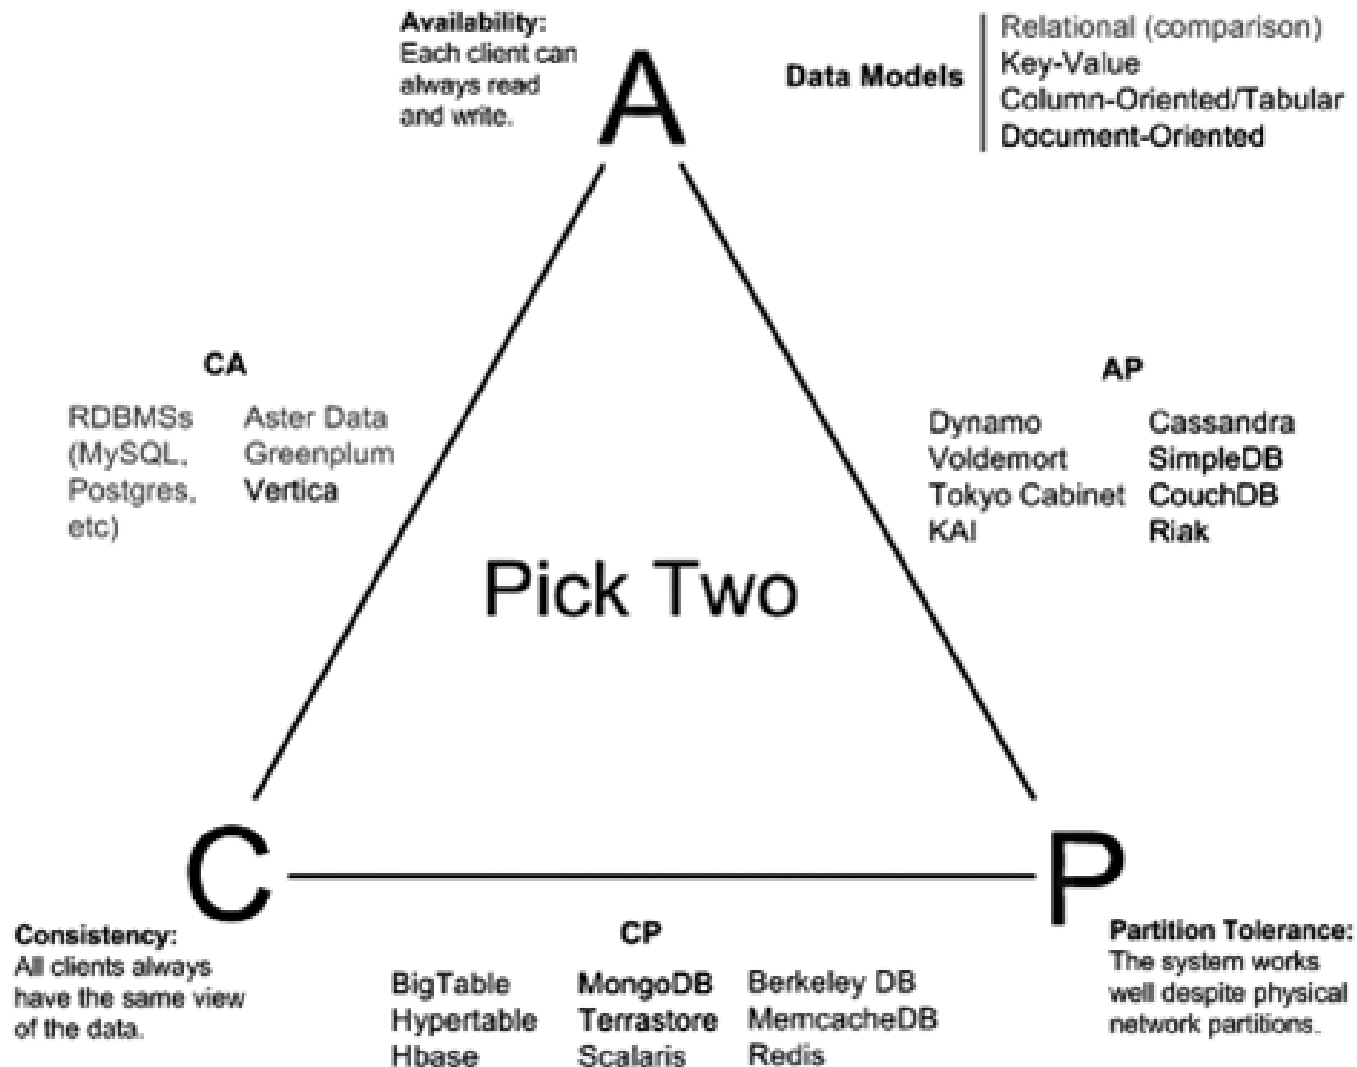 Availability:
Each client can
always read
and write.
A
Data Models
Relational (comparison)
Key-Value
Column-Oriented/Tabular
Document-Oriented
CA
RDBMSs
(MySQL,
Postgres,
etc)
Aster Data
Greenplum
Vertica
AP
Dynamo
Voldemort
Tokyo Cabinet
KAI
Cassandra
SimpleDB
CouchDB
Riak
Pick Two
C
Consistency:
All clients always
have the same view
of the data.
CP
BigTable
Hypertable
Hbase
MongoDB
Terrastore
Scalaris
Berkeley DB
MemcacheDB
Redis
P
Partition Tolerance:
The system works
well despite physical
network partitions.